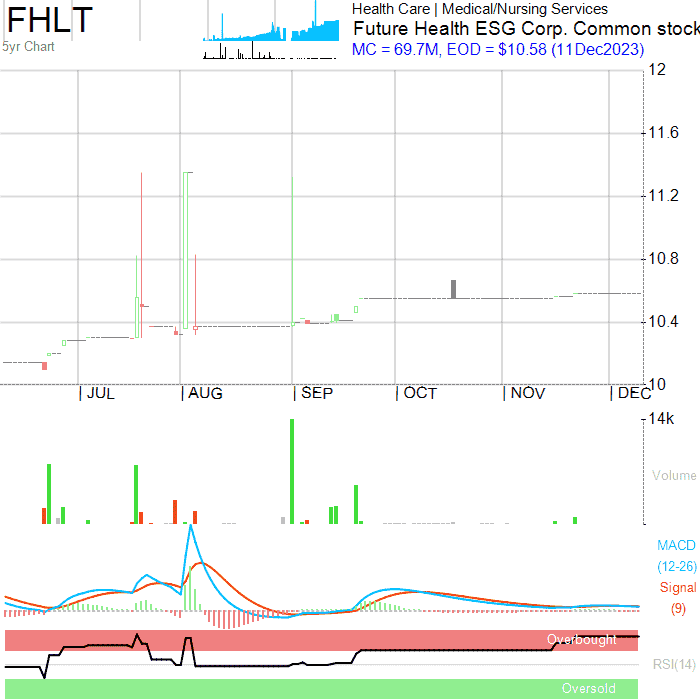 FHLT
5yr Chart
Health Care | Medical/Nursing Services
Future Health ESG Corp. Common stock
MC = 69.7M, EOD = $10.58 (11Dec2023)
12
11.6
11.2
10.8
10.4
10
| JUL | AUG | SEP | OCT | NOV | DEC
14k
Volume
MACD
(12-26)
Signal
(9)
Overbought
RSI(14)
Oversold